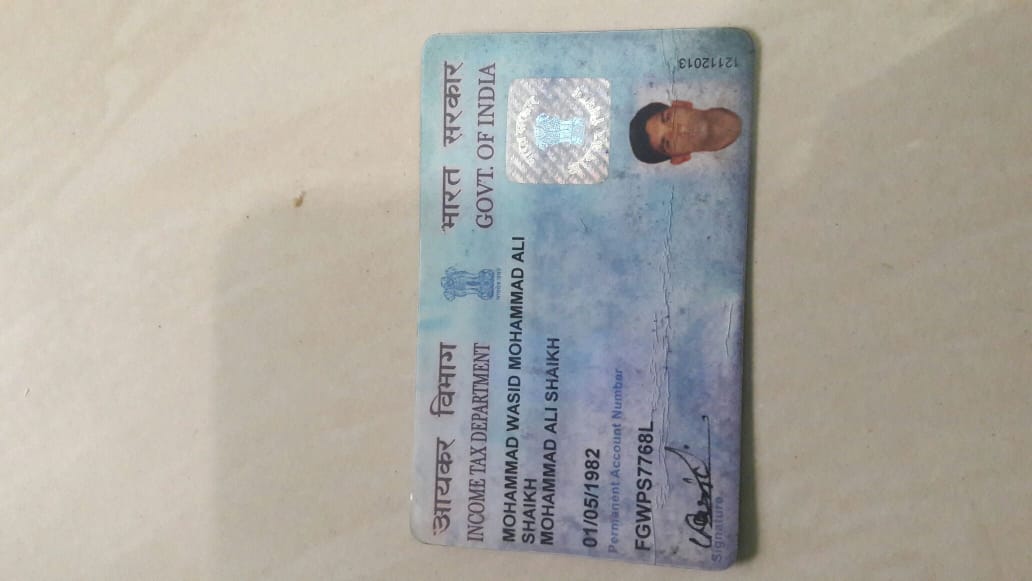 आयकर विभाग
INCOME TAX DEPARTMENT
भारत सरकार
GOVT. OF INDIA
MOHAMMAD WASID MOHAMMAD ALI
SHAIKH
MOHAMMAD ALI SHAIKH
01/05/1982
Permanent Account Number
FGWPS7768L
Signature
12112013